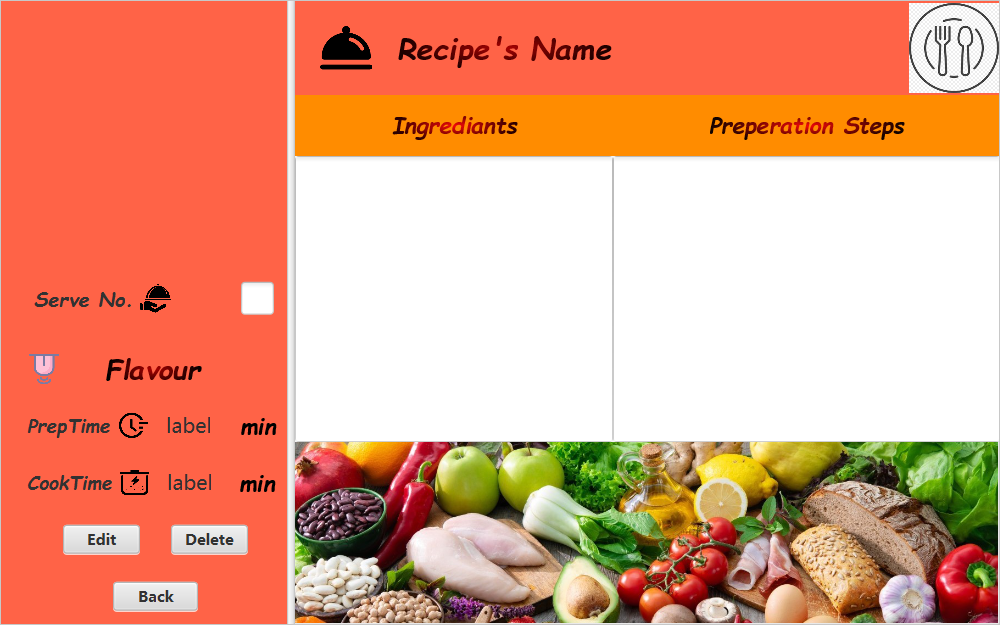 Recipe's Name
Ingrediants
Preperation Steps
Serve No.
Flavour
PrepTime label min
CookTime label min
Edit Delete
Back